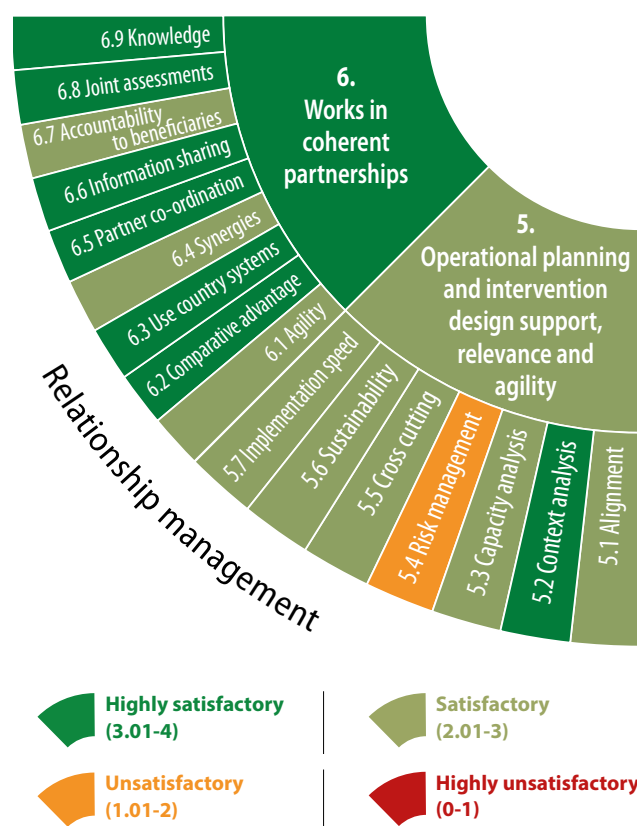 6.9 Knowledge
6.8 Joint assessments
6.7 Accountability
to beneficiaries
6.6 Information sharing
6.5 Partner co-ordination
6.4 Synergies
6.3 Use country systems
6.2 Comparative advantage
6.1 Agility
6.
Works in
coherent
partnerships
5.
Operational planning
and intervention
design support,
relevance and
agility
5.7 Implementation speed
5.6 Sustainability
5.5 Cross cutting
5.4 Risk management
5.3 Capacity analysis
5.2 Context analysis
5.1 Alignment
Relationship management
Highly satisfactory
(3.01-4)
Satisfactory
(2.01-3)
Unsatisfactory
(1.01-2)
Highly unsatisfactory
(0-1)